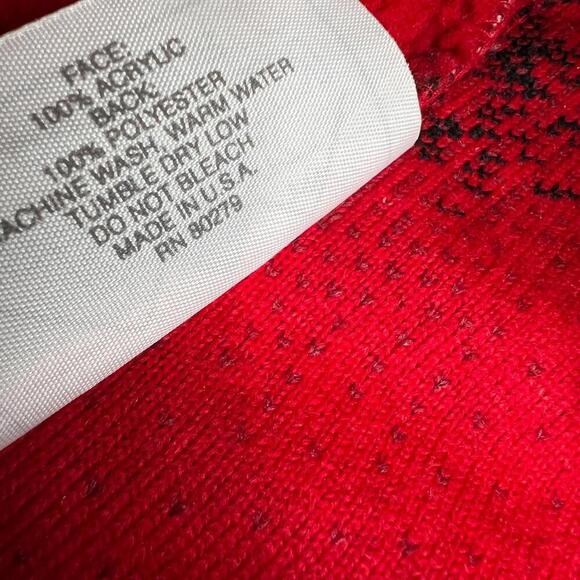 FACE:
100% ACRYLIC
BACK
100% POLYESTER
MACHINE WASH, WARM WATER
TUMBLE DRY LOW
DO NOT BLEACH
MADE IN U.S.A
RN 80279